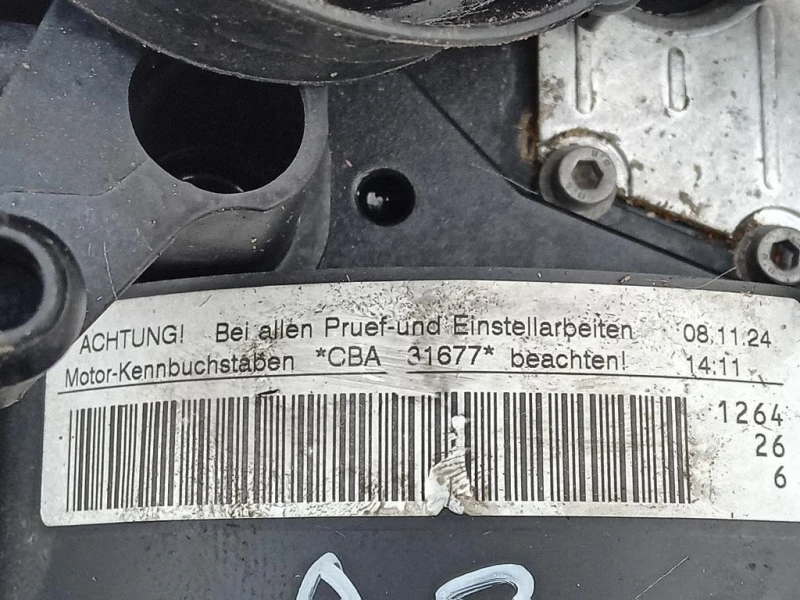 ACHTUNG! Bei allen Pruef-und Einstellarbeiten 08.11.24
Motor-Kennbuchstaben *CBA 31677* beachten! 14:11
1264
26
6